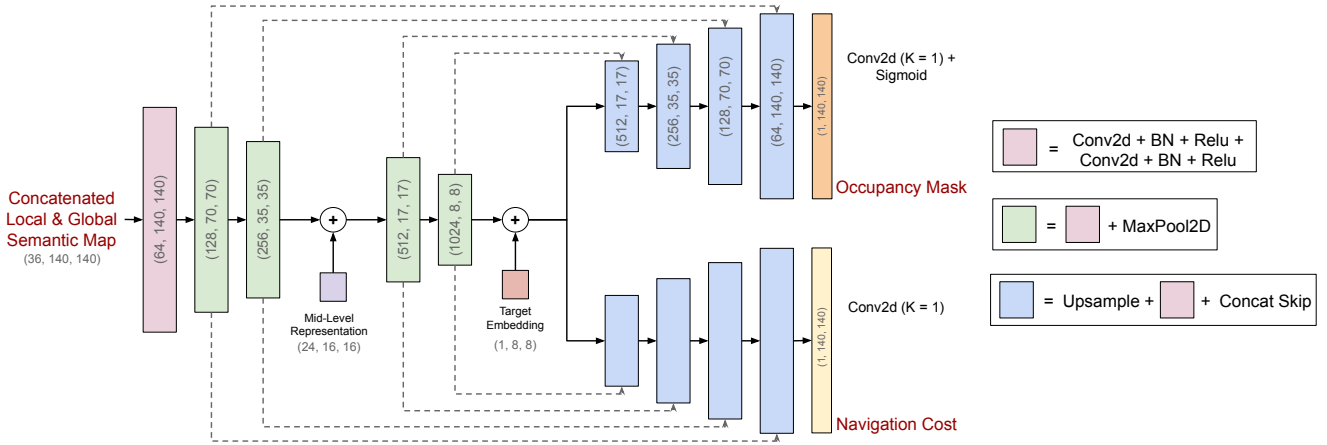 Concatenated
Local & Global
Semantic Map
(36, 140, 140)
(64, 140, 140)
(128, 70, 70)
(256, 35, 35)
+
Mid-Level
Representation
(24, 16, 16)
(512, 17, 17)
(1024, 8, 8)
+
Target
Embedding
(1, 8, 8)
(512, 17, 17)
(256, 35, 35)
(128, 70, 70)
(64, 140, 140)
(1, 140, 140)
Conv2d (K = 1) +
Sigmoid
Occupancy Mask
(1, 140, 140)
Conv2d (K = 1)
Navigation Cost
= Conv2d + BN + Relu +
Conv2d + BN + Relu
= + MaxPool2D
= Upsample + + Concat Skip